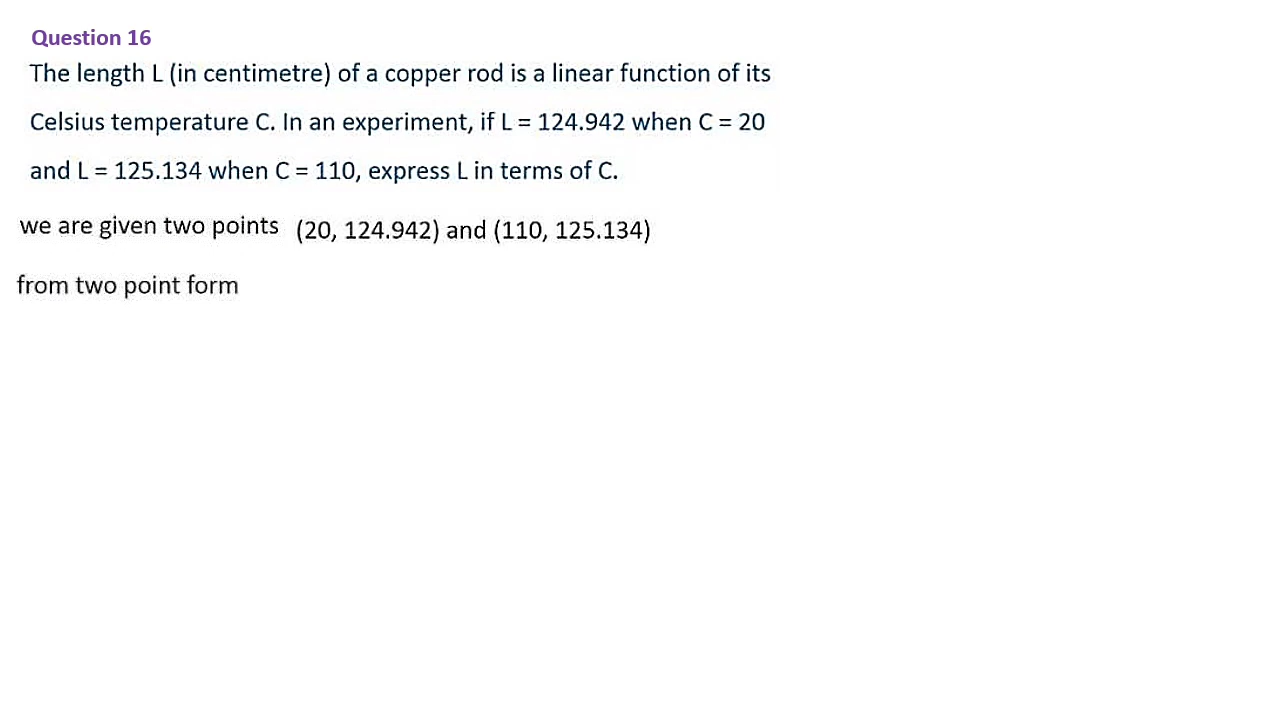 Question 16
The length L (in centimetre) of a copper rod is a linear function of its
Celsius temperature C. In an experiment, if L = 124.942 when C = 20
and L = 125.134 when C = 110, express L in terms of C.
we are given two points (20, 124.942) and (110, 125.134)
from two point form